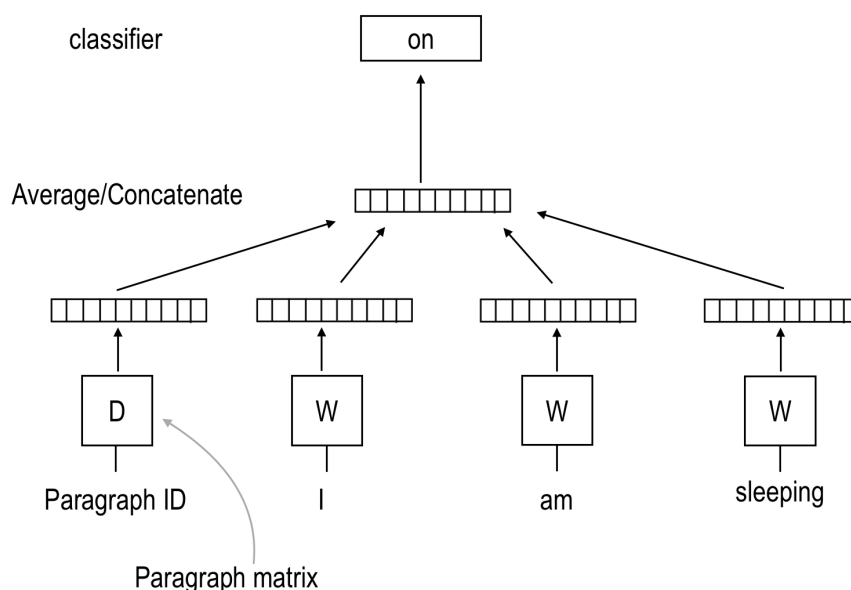 classifier
on
Average/Concatenate
D
W
W
W
Paragraph ID
I
am
sleeping
Paragraph matrix